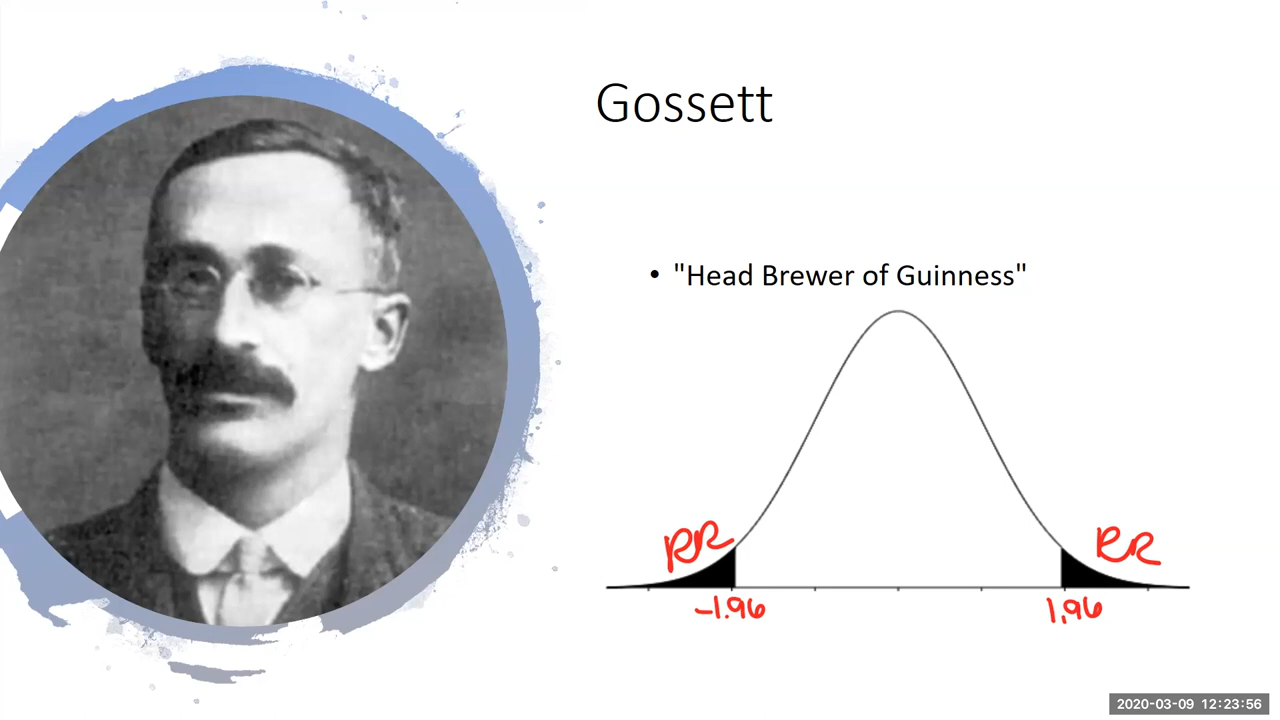 Gossett
• "Head Brewer of Guinness"
RR RR
-1.96 1.96
2020-03-09 12:23:56